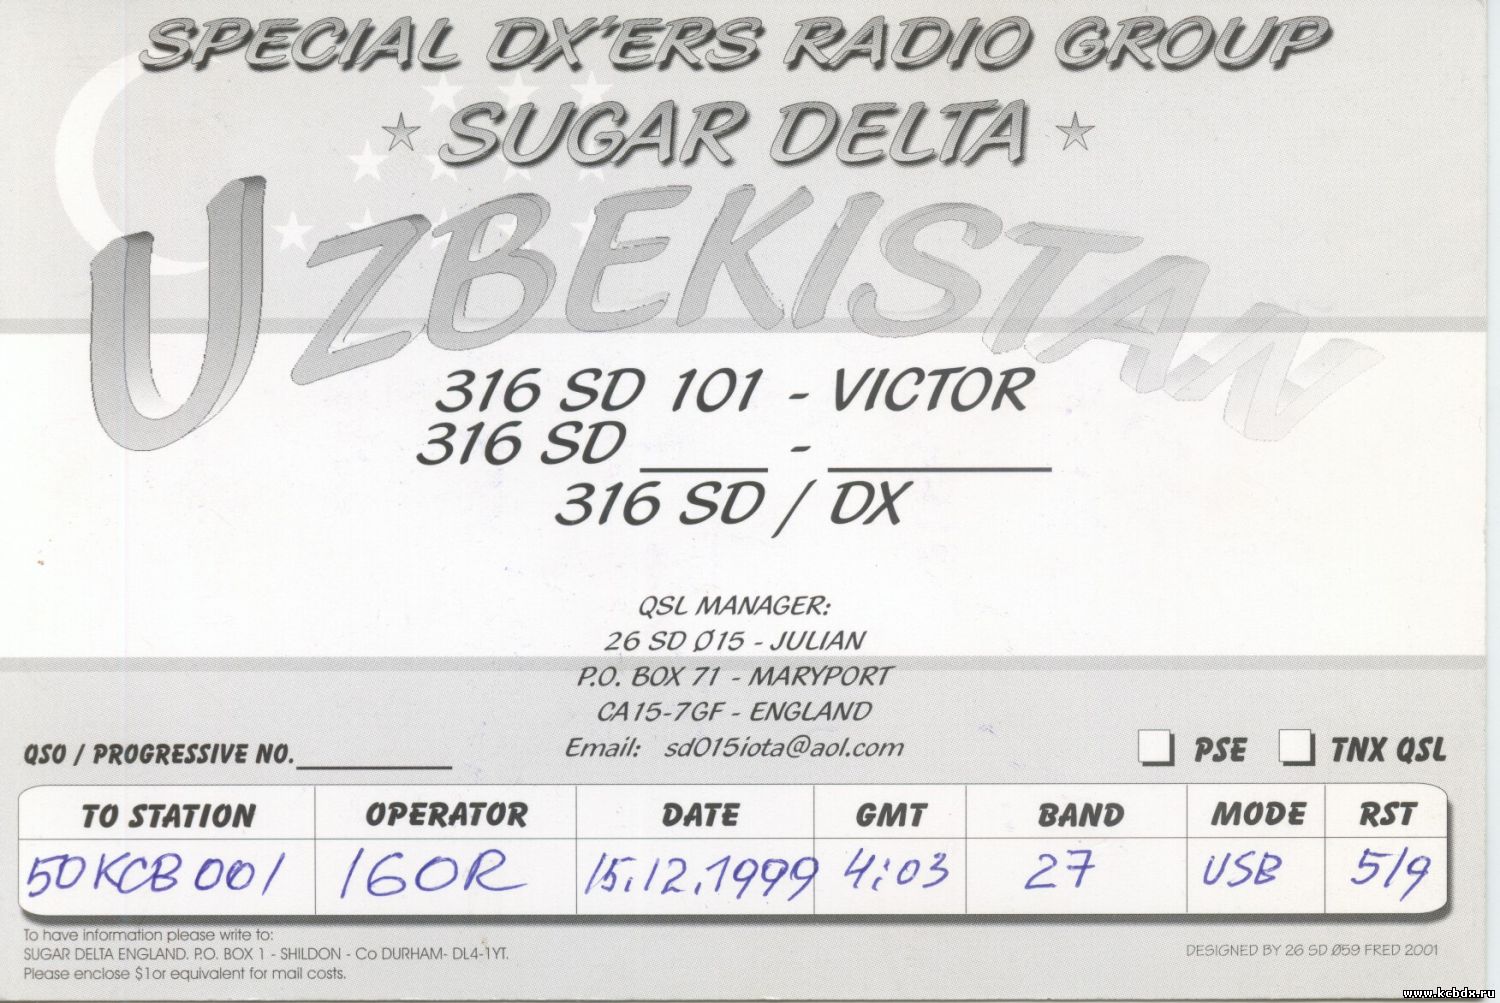 SPECIAL DX'ERS RADIO GROUP
SUGAR DELTA
UZBEKISTAN
316 SD 101 - VICTOR
316 SD ____ - ________
316 SD / DX
QSL MANAGER:
26 SD Ø15 - JULIAN
P.O. BOX 71 - MARYPORT
CA15-7GF - ENGLAND
Email: sd015iota@aol.com
QSO / PROGRESSIVE NO.________
PSE TNX QSL
TO STATION OPERATOR DATE GMT BAND MODE RST
50KCB001 IGOR 15.12.1999 4:03 27 USB 5/9
To have information please write to:
SUGAR DELTA ENGLAND. P.O. BOX 1 - SHILDON - Co DURHAM- DL4-1YT.
Please enclose $1or equivalent for mail costs.
DESIGNED BY 26 SD Ø59 FRED 2001
www.kcbdx.ru